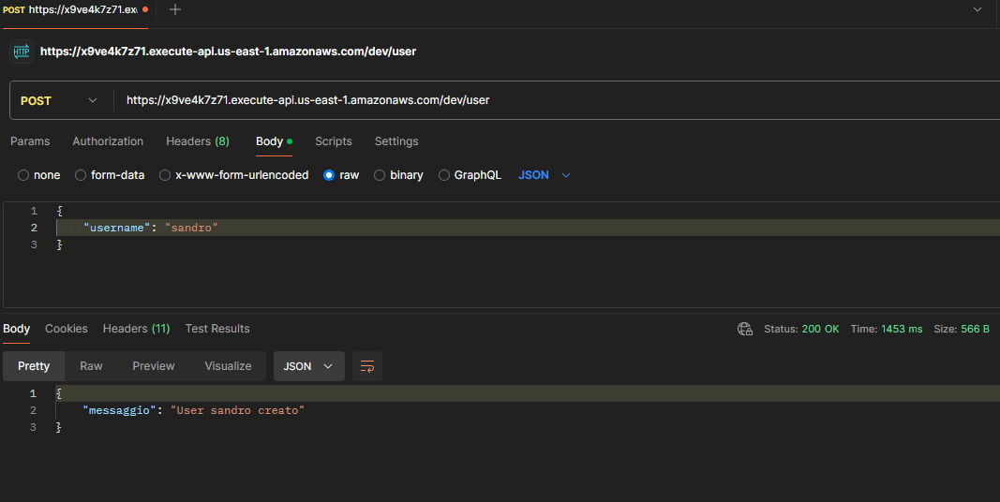 POST https://x9ve4k7z71.ex
HTTP https://x9ve4k7z71.execute-api.us-east-1.amazonaws.com/dev/user
POST https://x9ve4k7z71.execute-api.us-east-1.amazonaws.com/dev/user
Params Authorization Headers (8) Body Scripts Settings
none form-data x-www-form-urlencoded raw binary GraphQL JSON
1 {
2 "username": "sandro"
3 }
Body Cookies Headers (11) Test Results Status: 200 OK Time: 1453 ms Size: 566 B
Pretty Raw Preview Visualize JSON
1 {
2 "messaggio": "User sandro creato"
3 }